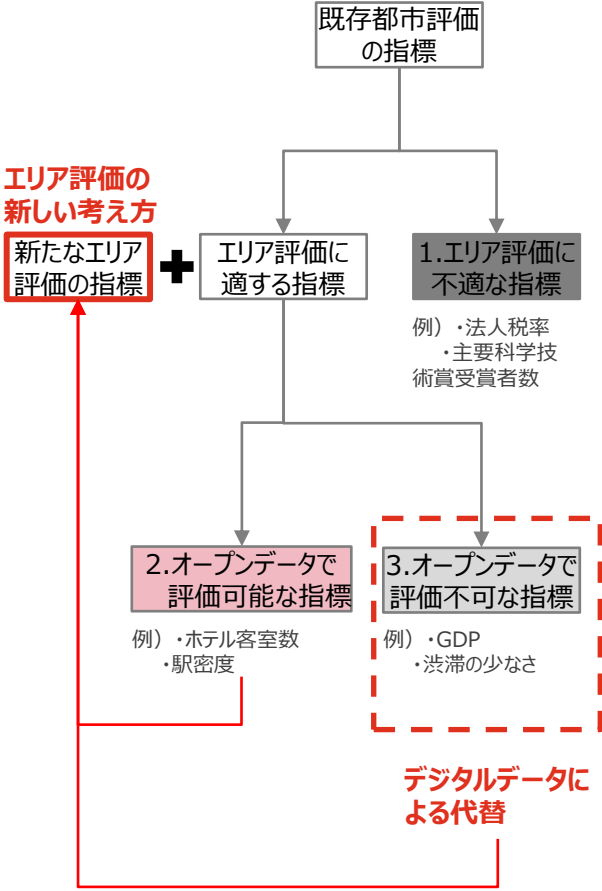 既存都市評価
の指標
エリア評価の
新しい考え方
新たなエリア
評価の指標
+
エリア評価に
適する指標
1.エリア評価に
不適な指標
例）・法人税率
・主要科学技
術賞受賞者数
2.オープンデータで
評価可能な指標
例）・ホテル客室数
・駅密度
3.オープンデータで
評価不可な指標
例）・GDP
・渋滞の少なさ
デジタルデータに
よる代替